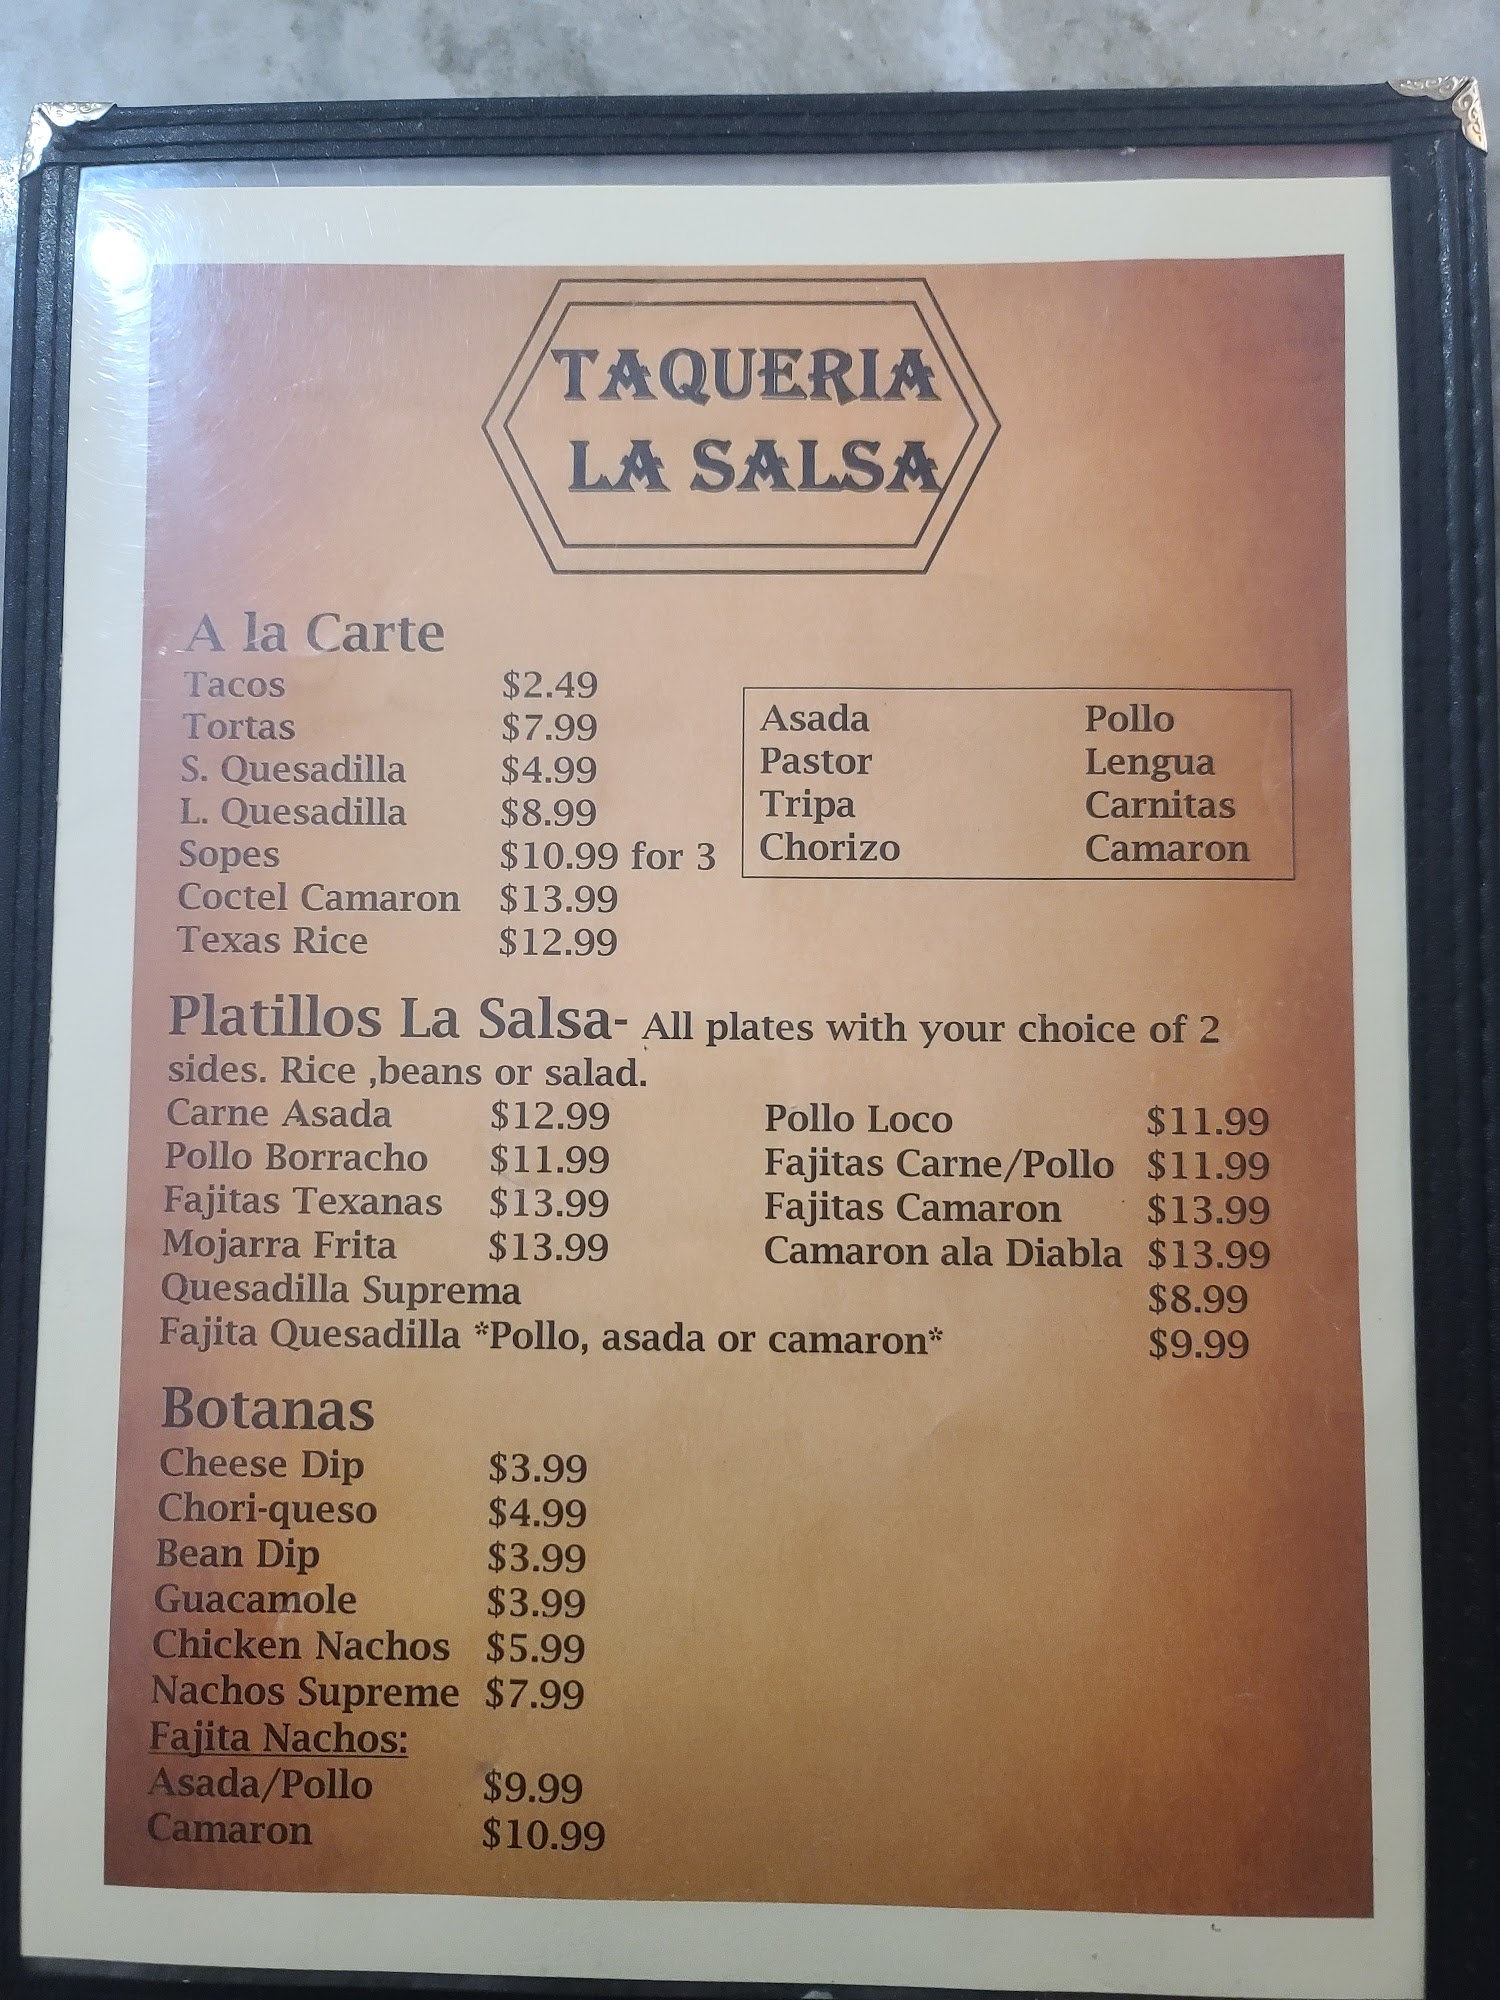 TAQUERIA
LA SALSA
A la Carte
Tacos $2.49
Tortas $7.99
S. Quesadilla $4.99
L. Quesadilla $8.99
Sopes $10.99 for 3
Coctel Camaron $13.99
Texas Rice $12.99
Asada Pollo
Pastor Lengua
Tripa Carnitas
Chorizo Camaron
Platillos La Salsa- All plates with your choice of 2
sides. Rice ,beans or salad.
Carne Asada $12.99 Pollo Loco $11.99
Pollo Borracho $11.99 Fajitas Carne/Pollo $11.99
Fajitas Texanas $13.99 Fajitas Camaron $13.99
Mojarra Frita $13.99 Camaron ala Diabla $13.99
Quesadilla Suprema $8.99
Fajita Quesadilla *Pollo, asada or camaron* $9.99
Botanas
Cheese Dip $3.99
Chori-queso $4.99
Bean Dip $3.99
Guacamole $3.99
Chicken Nachos $5.99
Nachos Supreme $7.99
Fajita Nachos:
Asada/Pollo $9.99
Camaron $10.99